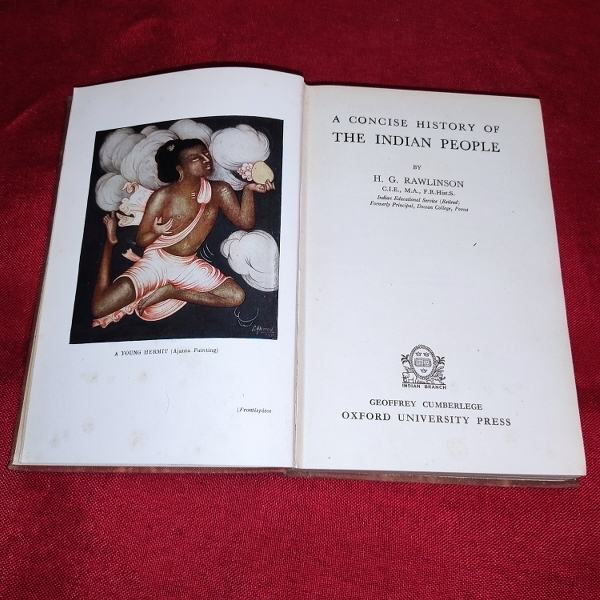 A YOUNG HERMIT (Ajanta Painting)
[Frontispiece
A CONCISE HISTORY OF
THE INDIAN PEOPLE
BY
H. G. RAWLINSON
C.I.E., M.A., F.R.Hist.S.
Indian Educational Service (Retired)
Formerly Principal, Deccan College, Poona
INDIAN BRANCH
GEOFFREY CUMBERLEGE
OXFORD UNIVERSITY PRESS